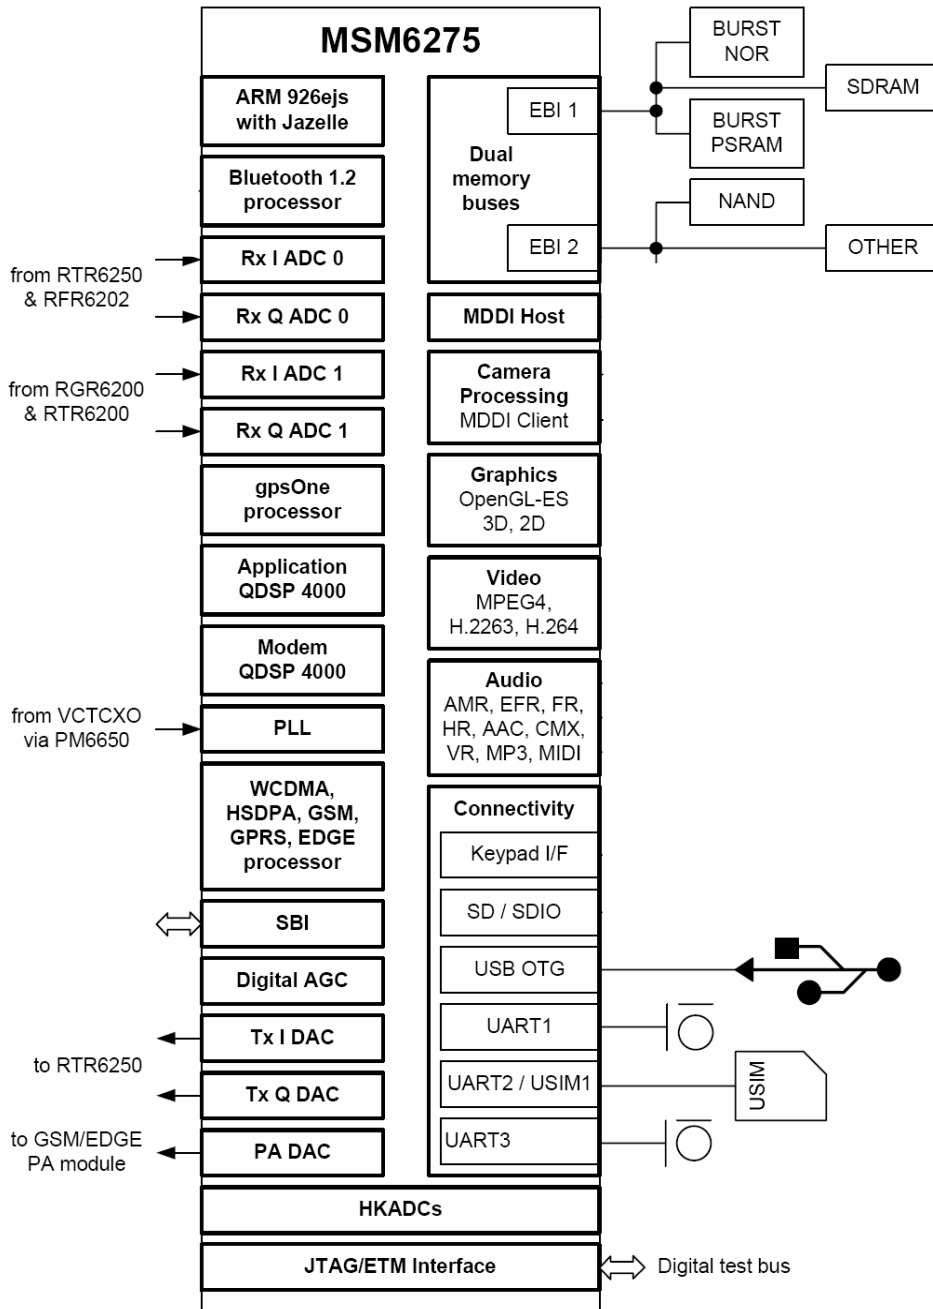 MSM6275
ARM 926ejs
with Jazelle
Bluetooth 1.2
processor
from RTR6250
& RFR6202
Rx I ADC 0
Rx Q ADC 0
from RGR6200
& RTR6200
Rx I ADC 1
Rx Q ADC 1
gpsOne
processor
Application
QDSP 4000
Modem
QDSP 4000
from VCTCXO
via PM6650
PLL
WCDMA,
HSDPA, GSM,
GPRS, EDGE
processor
SBI
Digital AGC
to RTR6250
Tx I DAC
Tx Q DAC
to GSM/EDGE
PA module
PA DAC
EBI 1
Dual
memory
buses
EBI 2
BURST
NOR
SDRAM
BURST
PSRAM
NAND
OTHER
MDDI Host
Camera
Processing
MDDI Client
Graphics
OpenGL-ES
3D, 2D
Video
MPEG4,
H.2263, H.264
Audio
AMR, EFR, FR,
HR, AAC, CMX,
VR, MP3, MIDI
Connectivity
Keypad I/F
SD / SDIO
USB OTG
UART1
UART2 / USIM1
USIM
UART3
HKADCs
JTAG/ETM Interface
Digital test bus